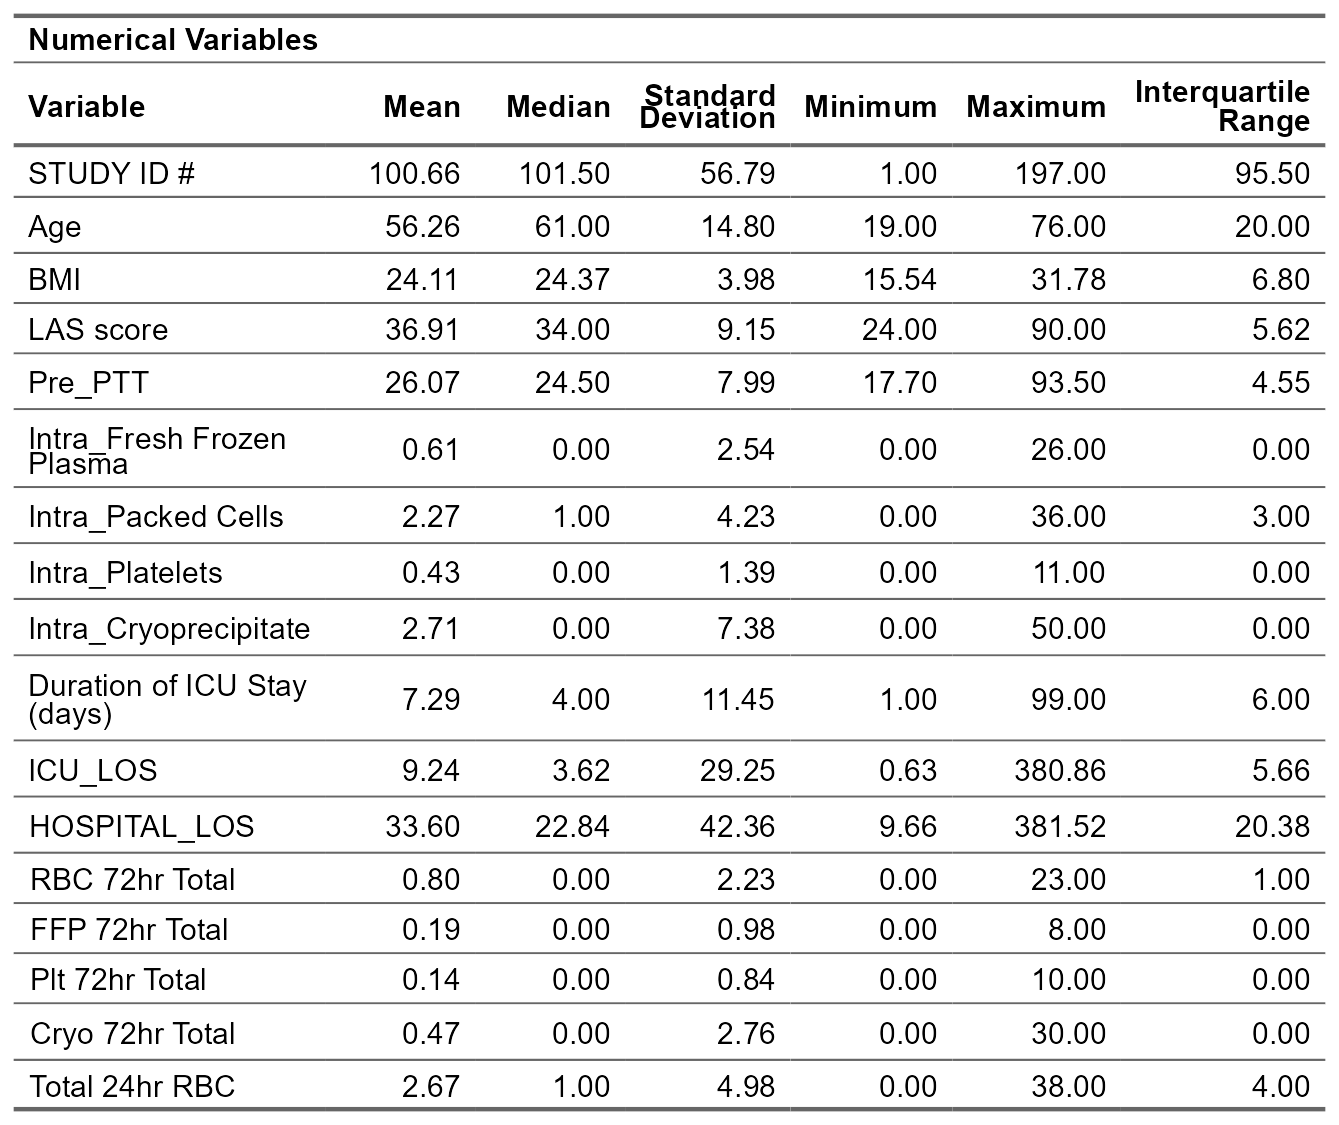 Numerical Variables
Variable Mean Median Standard Deviation Minimum Maximum Interquartile Range
STUDY ID # 100.66 101.50 56.79 1.00 197.00 95.50
Age 56.26 61.00 14.80 19.00 76.00 20.00
BMI 24.11 24.37 3.98 15.54 31.78 6.80
LAS score 36.91 34.00 9.15 24.00 90.00 5.62
Pre_PTT 26.07 24.50 7.99 17.70 93.50 4.55
Intra_Fresh Frozen Plasma 0.61 0.00 2.54 0.00 26.00 0.00
Intra_Packed Cells 2.27 1.00 4.23 0.00 36.00 3.00
Intra_Platelets 0.43 0.00 1.39 0.00 11.00 0.00
Intra_Cryoprecipitate 2.71 0.00 7.38 0.00 50.00 0.00
Duration of ICU Stay (days) 7.29 4.00 11.45 1.00 99.00 6.00
ICU_LOS 9.24 3.62 29.25 0.63 380.86 5.66
HOSPITAL_LOS 33.60 22.84 42.36 9.66 381.52 20.38
RBC 72hr Total 0.80 0.00 2.23 0.00 23.00 1.00
FFP 72hr Total 0.19 0.00 0.98 0.00 8.00 0.00
Plt 72hr Total 0.14 0.00 0.84 0.00 10.00 0.00
Cryo 72hr Total 0.47 0.00 2.76 0.00 30.00 0.00
Total 24hr RBC 2.67 1.00 4.98 0.00 38.00 4.00